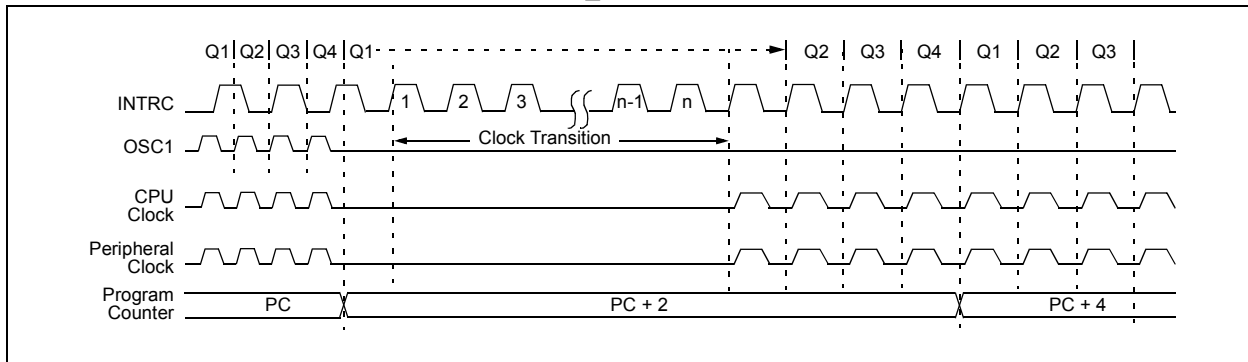 Q1 Q2 Q3 Q4 Q1 Q2 Q3 Q4 Q1 Q2 Q3
INTRC 1 2 3 n-1 n
OSC1 Clock Transition
CPU
Clock
Peripheral
Clock
Program
Counter
PC PC + 2 PC + 4